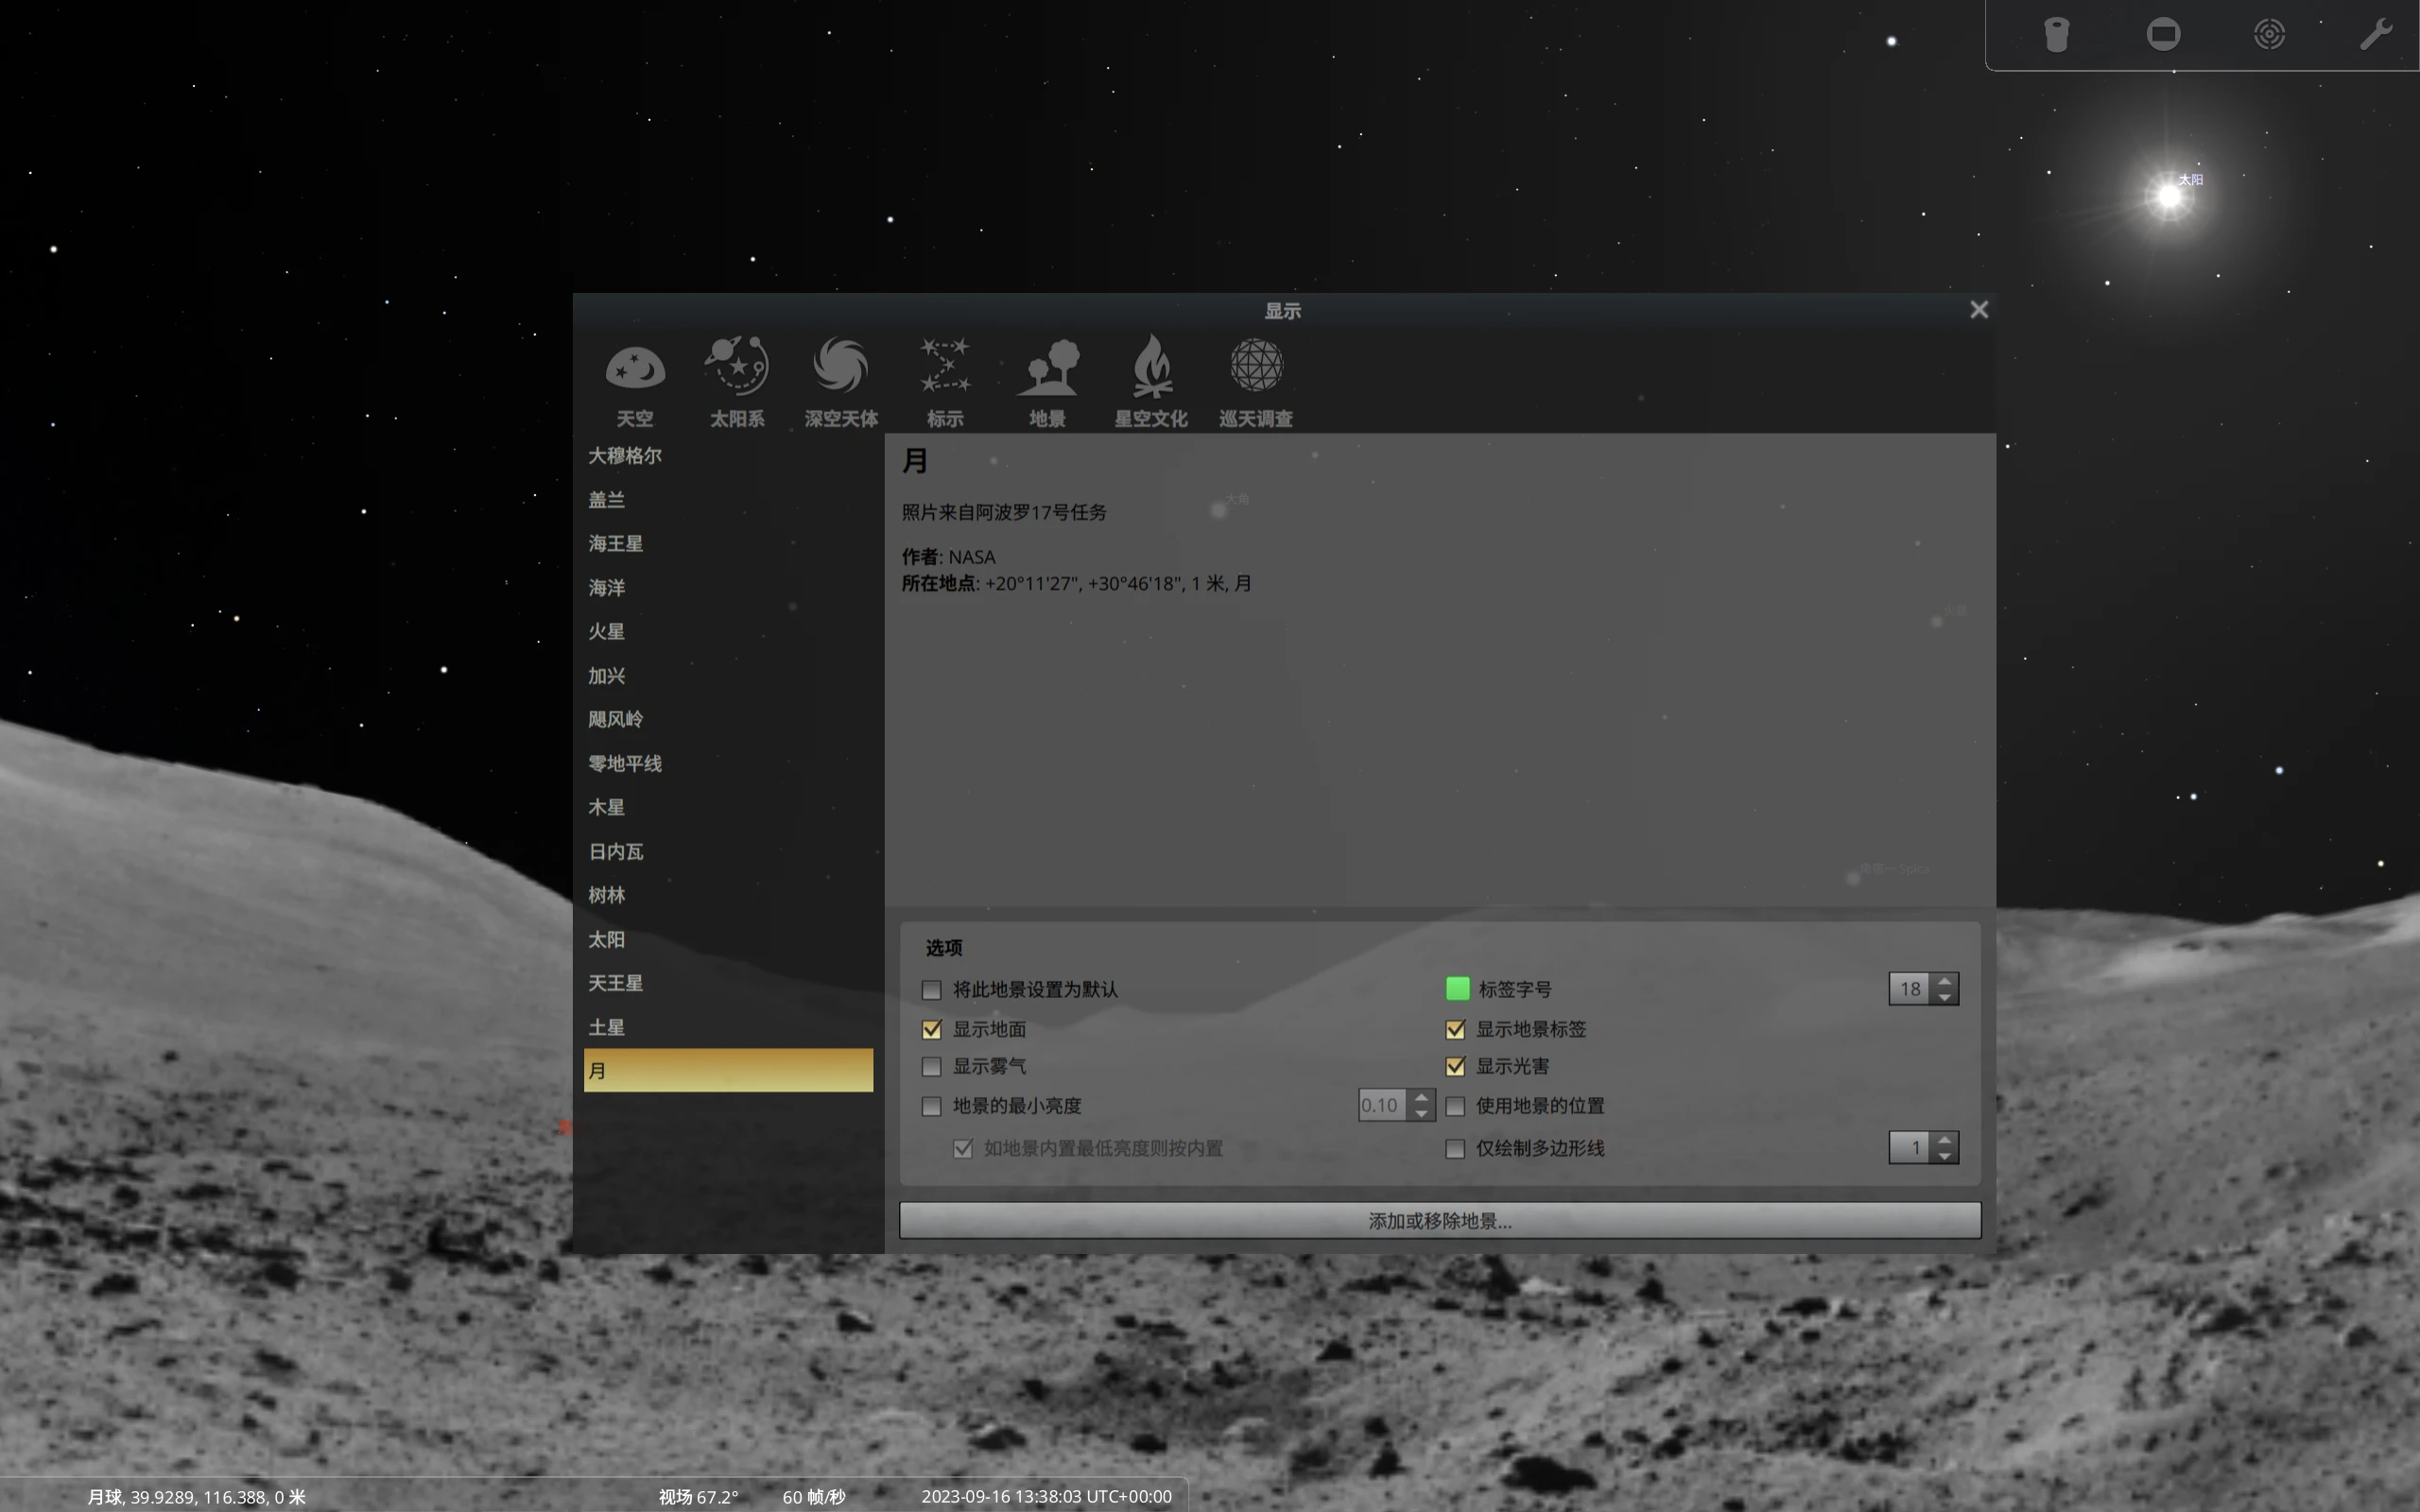 太阳
显示
天空
太阳系
深空天体
标示
地景
星空文化
巡天调查
大穆格尔
盖兰
海王星
海洋
火星
加兴
飓风岭
零地平线
木星
日内瓦
树林
太阳
天王星
土星
月
月
照片来自阿波罗17号任务
作者: NASA
所在地点: +20°11'27", +30°46'18", 1 米, 月
大角
角宿一 Spica
选项
将此地景设置为默认
标签字号 18
显示地面
显示地景标签
显示雾气
显示光害
地景的最小亮度 0.10
使用地景的位置
如地景内置最低亮度则按内置
仅绘制多边形线 1
添加或移除地景...
月球, 39.9289, 116.388, 0 米
视场 67.2°
60 帧/秒
2023-09-16 13:38:03 UTC+00:00